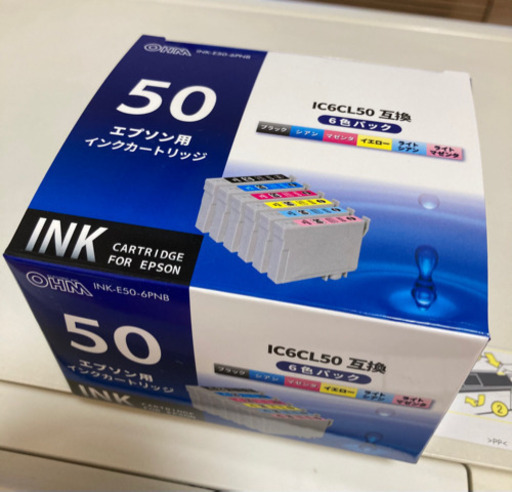 OHM INK-E50-6PNB
50
エプソン用
インクカートリッジ
INK CARTRIDGE
FOR EPSON
IC6CL50 互換
6色パック
ブラック シアン マゼンタ イエロー ライトシアン ライトマゼンタ
OHM INK-E50-6PNB
50
エプソン用
インクカートリッジ
INK CARTRIDGE
FOR EPSON
IC6CL50 互換
6色パック
ブラック シアン マゼンタ イエロー ライトシアン ライトマゼンタ
2
>PP<